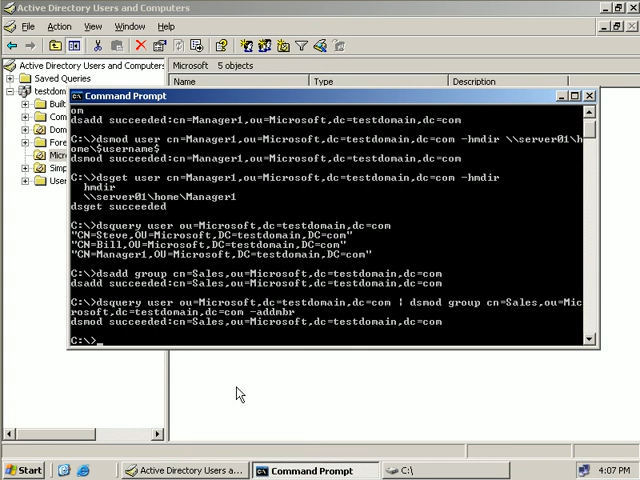 Active Directory Users and Computers
File Action View Window Help
Active Directory Users and Computers
Microsoft 5 objects
Saved Queries
Name Type Description
testdom
Built
Com
Dom
Fore
Micr
Simp
User
Command Prompt
om
dsadd succeeded:cn=Manager1,ou=Microsoft,dc=testdomain,dc=com
C:\>dsmod user cn=Manager1,ou=Microsoft,dc=testdomain,dc=com -hmdir \\server01\h
ome\$username$
dsmod succeeded:cn=Manager1,ou=Microsoft,dc=testdomain,dc=com
C:\>dsget user cn=Manager1,ou=Microsoft,dc=testdomain,dc=com -hmdir
hmdir
\\server01\home\Manager1
dsget succeeded
C:\>dsquery user ou=Microsoft,dc=testdomain,dc=com
"CN=Steve,OU=Microsoft,DC=testdomain,DC=com"
"CN=Bill,OU=Microsoft,DC=testdomain,DC=com"
"CN=Manager1,OU=Microsoft,DC=testdomain,DC=com"
C:\>dsadd group cn=Sales,ou=Microsoft,dc=testdomain,dc=com
dsadd succeeded:cn=Sales,ou=Microsoft,dc=testdomain,dc=com
C:\>dsquery user ou=Microsoft,dc=testdomain,dc=com | dsmod group cn=Sales,ou=Mic
rosoft,dc=testdomain,dc=com -addmbr
dsmod succeeded:cn=Sales,ou=Microsoft,dc=testdomain,dc=com
C:\>_
Start Active Directory Users a... Command Prompt C:\ 4:07 PM